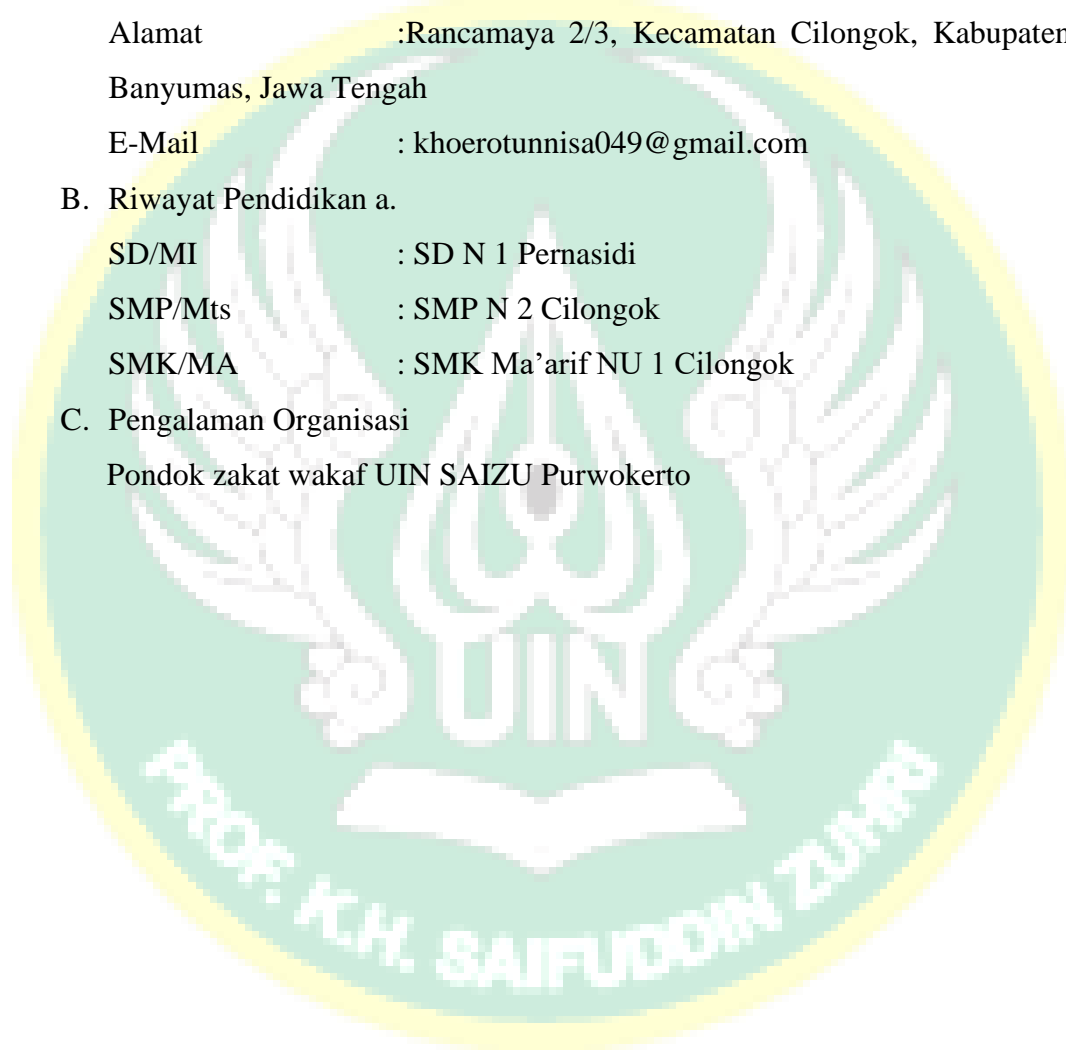 Alamat :Rancamaya 2/3, Kecamatan Cilongok, Kabupaten
Banyumas, Jawa Tengah
E-Mail : khoerotunnisa049@gmail.com
B. Riwayat Pendidikan a.
SD/MI : SD N 1 Pernasidi
SMP/Mts : SMP N 2 Cilongok
SMK/MA : SMK Ma’arif NU 1 Cilongok
C. Pengalaman Organisasi
Pondok zakat wakaf UIN SAIZU Purwokerto
UIN
PROF. K.H. SAIFUDDIN ZUHRI